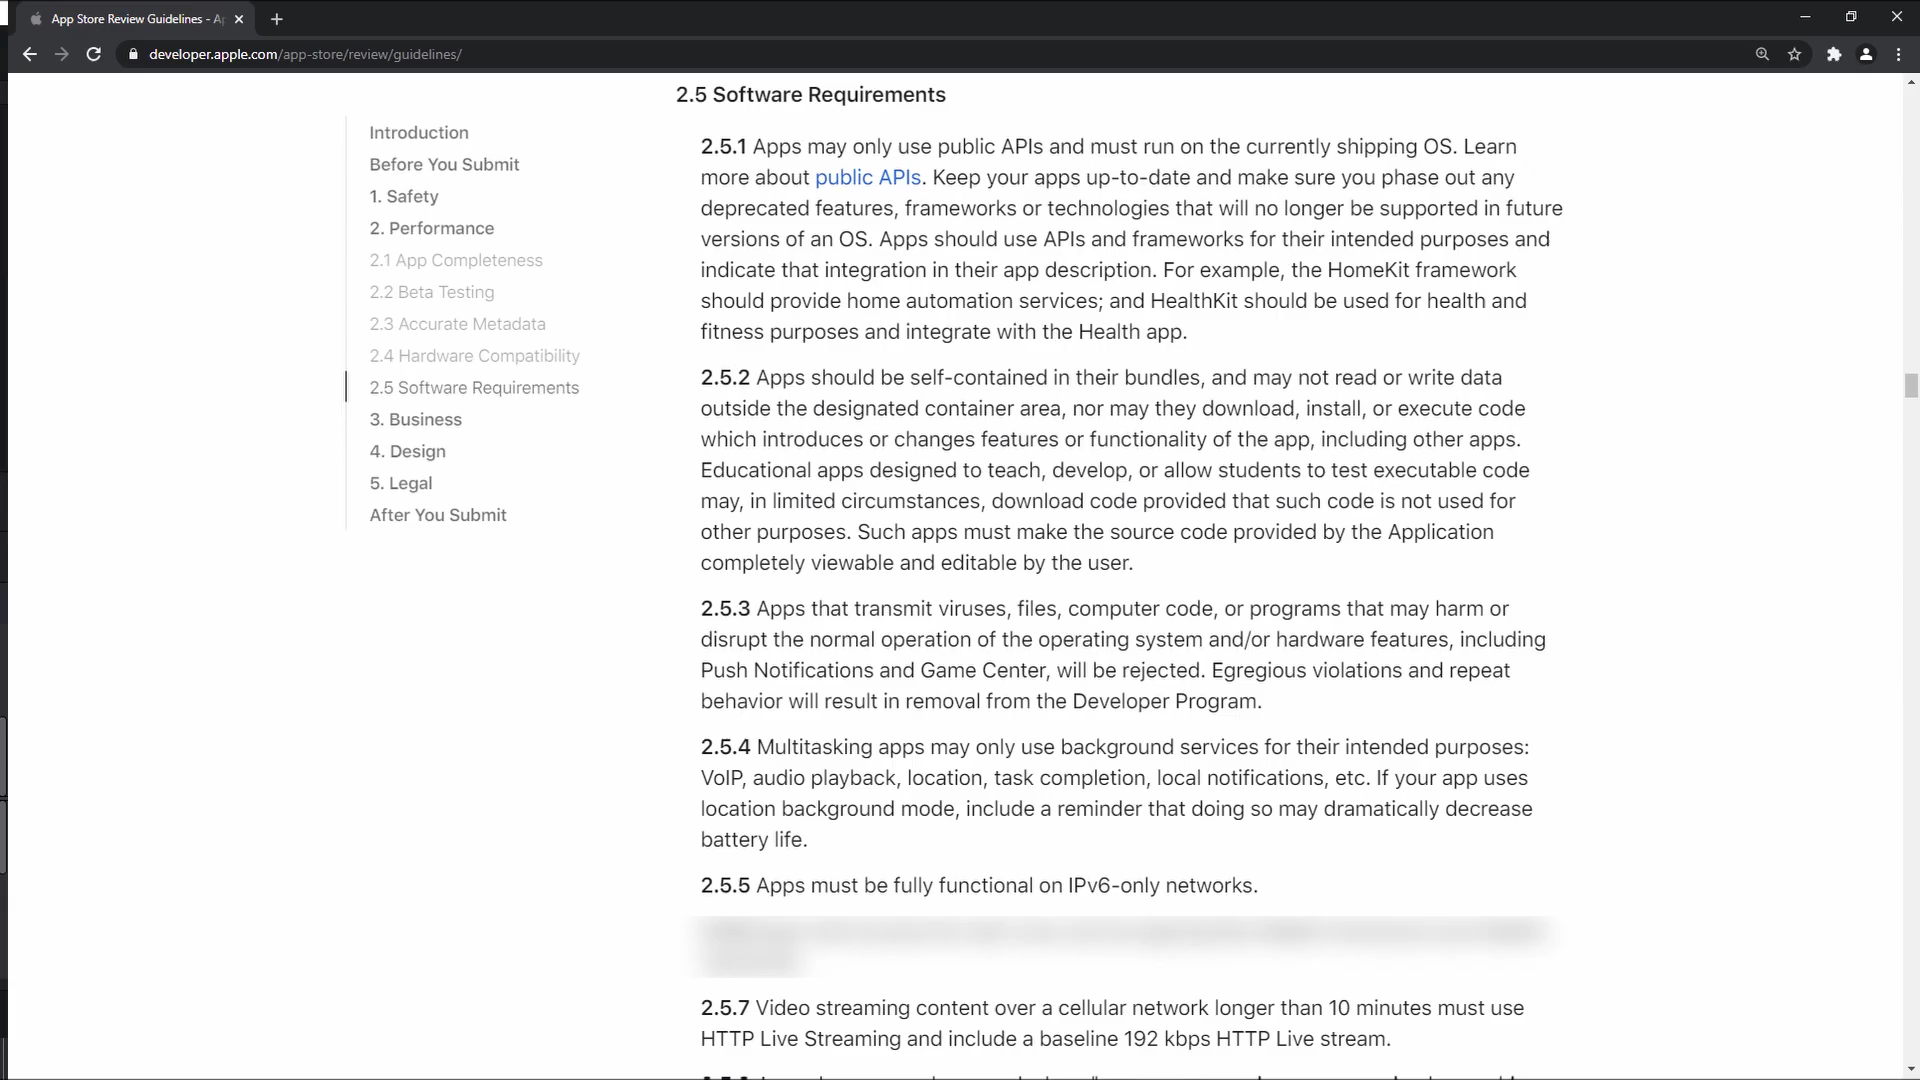 App Store Review Guidelines - A
developer.apple.com/app-store/review/guidelines/
Introduction
Before You Submit
1. Safety
2. Performance
2.1 App Completeness
2.2 Beta Testing
2.3 Accurate Metadata
2.4 Hardware Compatibility
2.5 Software Requirements
3. Business
4. Design
5. Legal
After You Submit
2.5 Software Requirements
2.5.1 Apps may only use public APIs and must run on the currently shipping OS. Learn
more about public APIs. Keep your apps up-to-date and make sure you phase out any
deprecated features, frameworks or technologies that will no longer be supported in future
versions of an OS. Apps should use APIs and frameworks for their intended purposes and
indicate that integration in their app description. For example, the HomeKit framework
should provide home automation services; and HealthKit should be used for health and
fitness purposes and integrate with the Health app.
2.5.2 Apps should be self-contained in their bundles, and may not read or write data
outside the designated container area, nor may they download, install, or execute code
which introduces or changes features or functionality of the app, including other apps.
Educational apps designed to teach, develop, or allow students to test executable code
may, in limited circumstances, download code provided that such code is not used for
other purposes. Such apps must make the source code provided by the Application
completely viewable and editable by the user.
2.5.3 Apps that transmit viruses, files, computer code, or programs that may harm or
disrupt the normal operation of the operating system and/or hardware features, including
Push Notifications and Game Center, will be rejected. Egregious violations and repeat
behavior will result in removal from the Developer Program.
2.5.4 Multitasking apps may only use background services for their intended purposes:
VoIP, audio playback, location, task completion, local notifications, etc. If your app uses
location background mode, include a reminder that doing so may dramatically decrease
battery life.
2.5.5 Apps must be fully functional on IPv6-only networks.
2.5.7 Video streaming content over a cellular network longer than 10 minutes must use
HTTP Live Streaming and include a baseline 192 kbps HTTP Live stream.